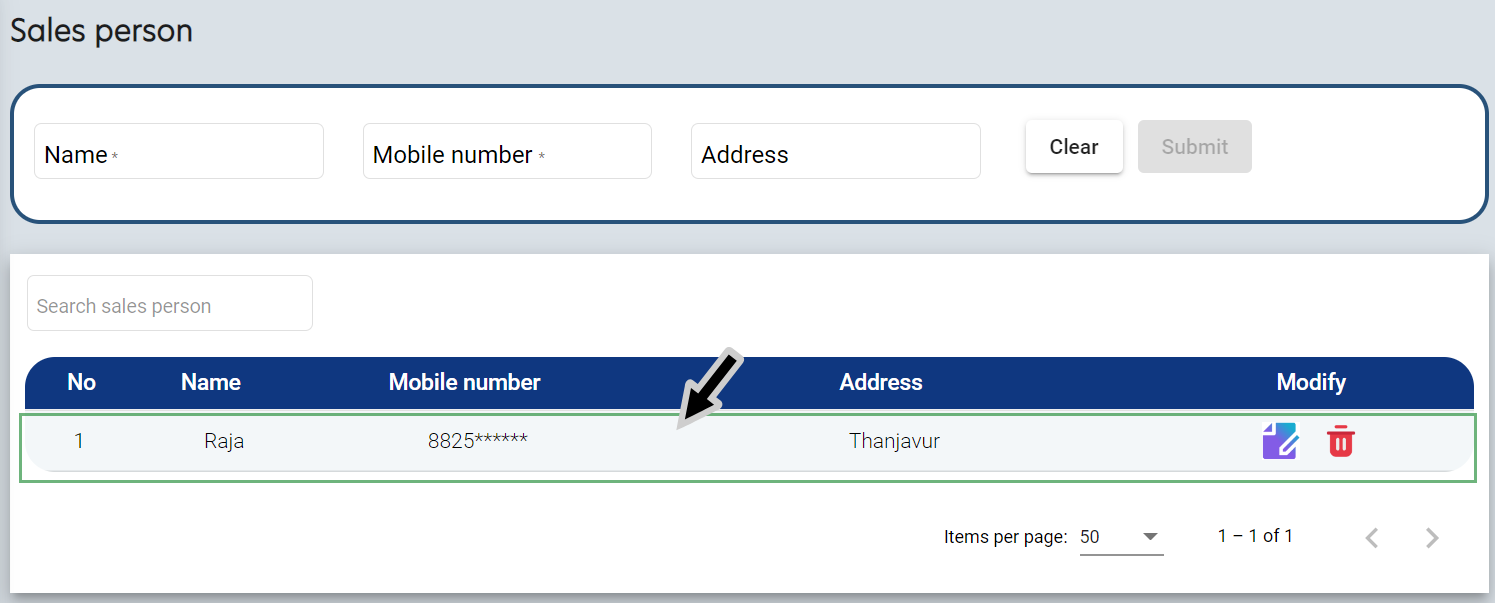 Sales person
Name * Mobile number * Address Clear Submit
Search sales person
No Name Mobile number Address Modify
1 Raja 8825****** Thanjavur
Items per page: 50 1 – 1 of 1